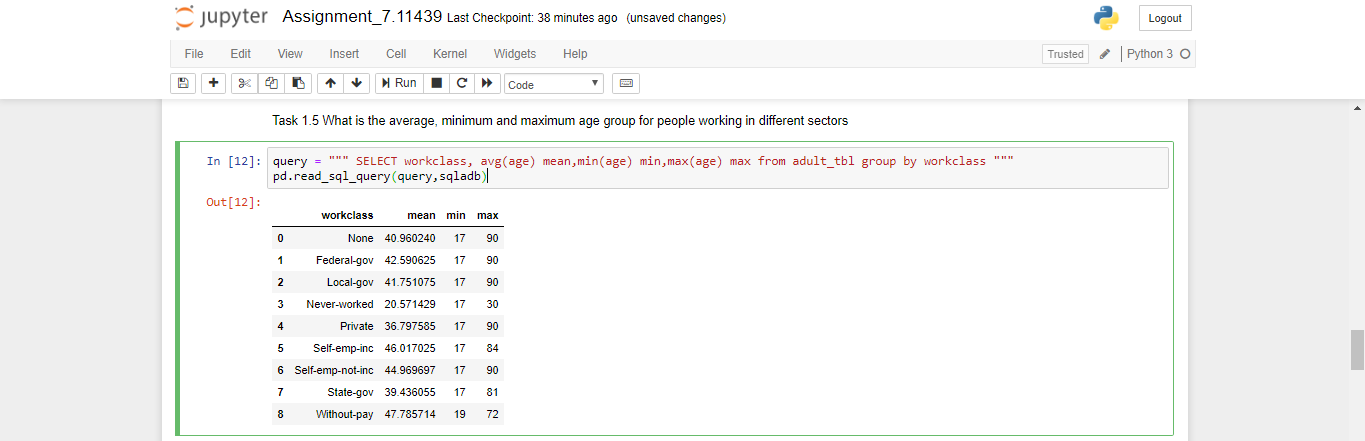 jupyter Assignment_7.11439 Last Checkpoint: 38 minutes ago (unsaved changes) Logout
File Edit View Insert Cell Kernel Widgets Help Trusted Python 3
Run Code
Task 1.5 What is the average, minimum and maximum age group for people working in different sectors
In [12]: query = """ SELECT workclass, avg(age) mean,min(age) min,max(age) max from adult_tbl group by workclass """
pd.read_sql_query(query,sqladb)
Out[12]:
workclass mean min max
0 None 40.960240 17 90
1 Federal-gov 42.590625 17 90
2 Local-gov 41.751075 17 90
3 Never-worked 20.571429 17 30
4 Private 36.797585 17 90
5 Self-emp-inc 46.017025 17 84
6 Self-emp-not-inc 44.969697 17 90
7 State-gov 39.436055 17 81
8 Without-pay 47.785714 19 72